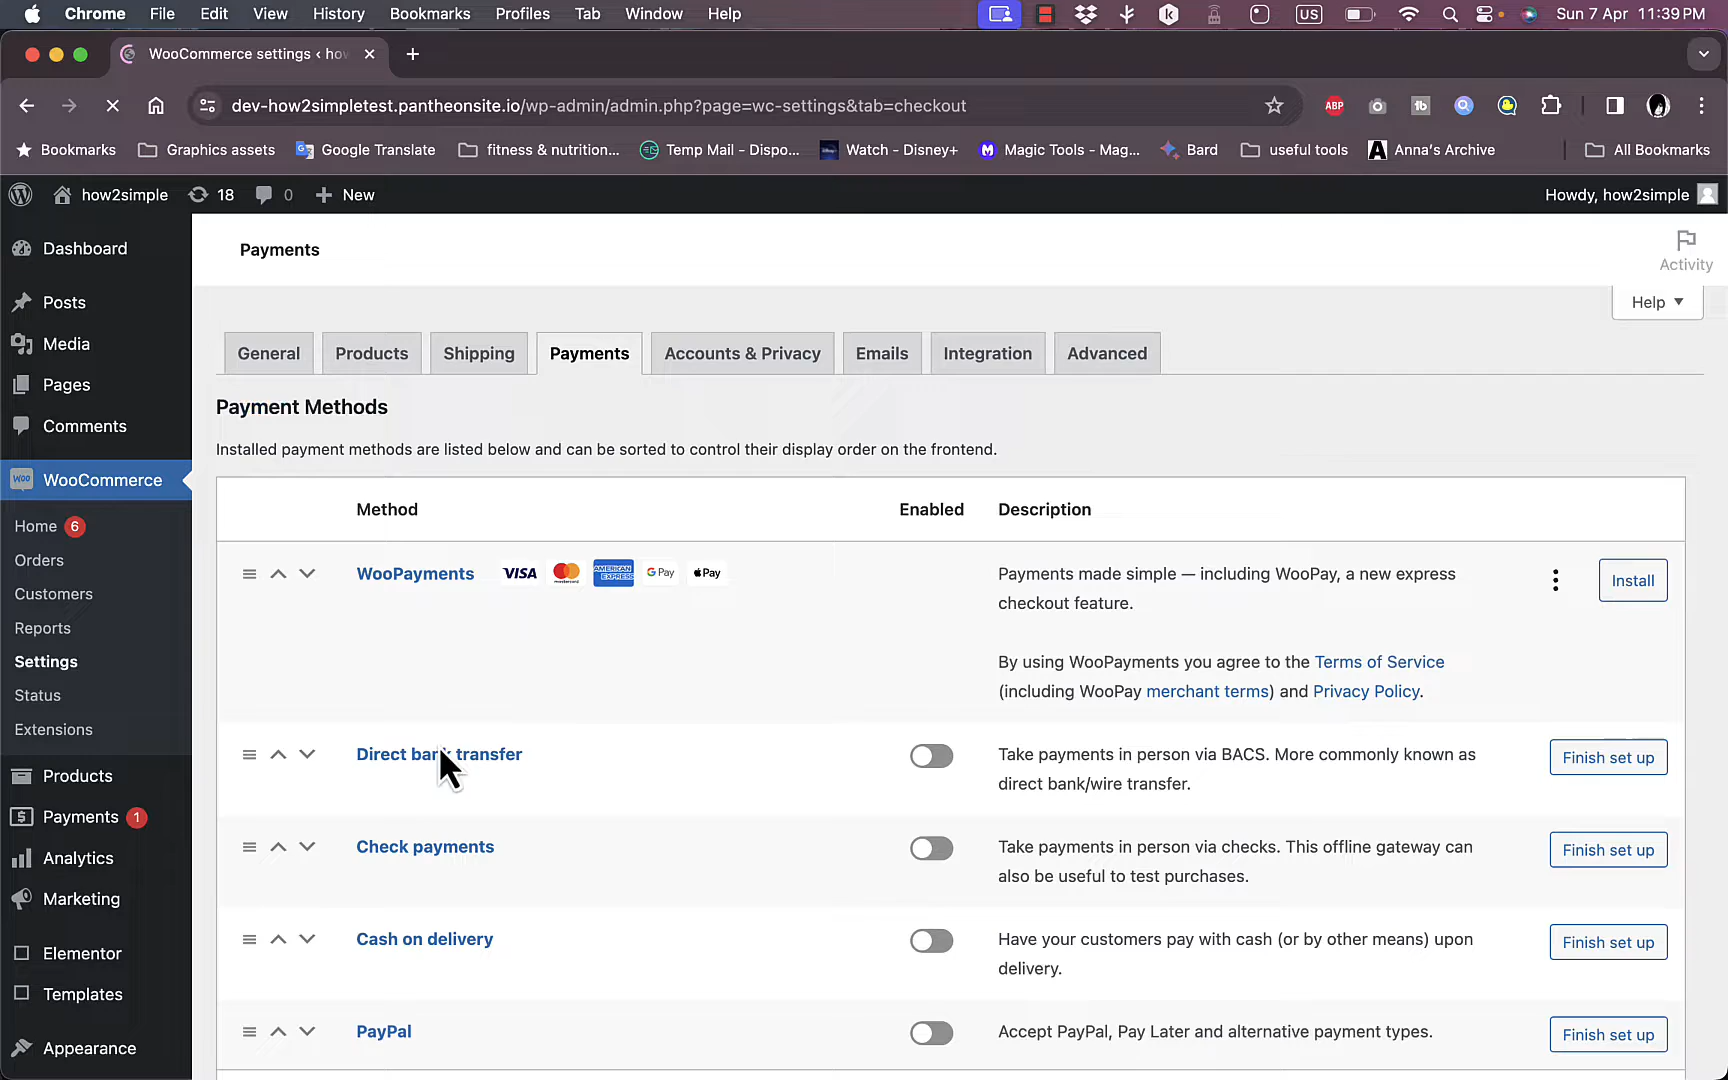 Chrome File Edit View History Bookmarks Profiles Tab Window Help US Sun 7 Apr 11:39 PM
WooCommerce settings ‹ how
dev-how2simpletest.pantheonsite.io/wp-admin/admin.php?page=wc-settings&tab=checkout ABP tb
Bookmarks Graphics assets Google Translate fitness & nutrition... Temp Mail - Dispo... Watch - Disney+ Magic Tools - Mag... Bard useful tools Anna's Archive All Bookmarks
how2simple 18 0 New Howdy, how2simple
Dashboard
Posts
Media
Pages
Comments
WooCommerce
Home 6
Orders
Customers
Reports
Settings
Status
Extensions
Products
Payments 1
Analytics
Marketing
Elementor
Templates
Appearance
Payments
Activity
Help
General Products Shipping Payments Accounts & Privacy Emails Integration Advanced
Payment Methods
Installed payment methods are listed below and can be sorted to control their display order on the frontend.
Method Enabled Description
WooPayments VISA mastercard AMERICAN EXPRESS G Pay Pay Payments made simple — including WooPay, a new express Install
checkout feature.
By using WooPayments you agree to the Terms of Service
(including WooPay merchant terms) and Privacy Policy.
Direct bank transfer Take payments in person via BACS. More commonly known as Finish set up
direct bank/wire transfer.
Check payments Take payments in person via checks. This offline gateway can Finish set up
also be useful to test purchases.
Cash on delivery Have your customers pay with cash (or by other means) upon Finish set up
delivery.
PayPal Accept PayPal, Pay Later and alternative payment types. Finish set up